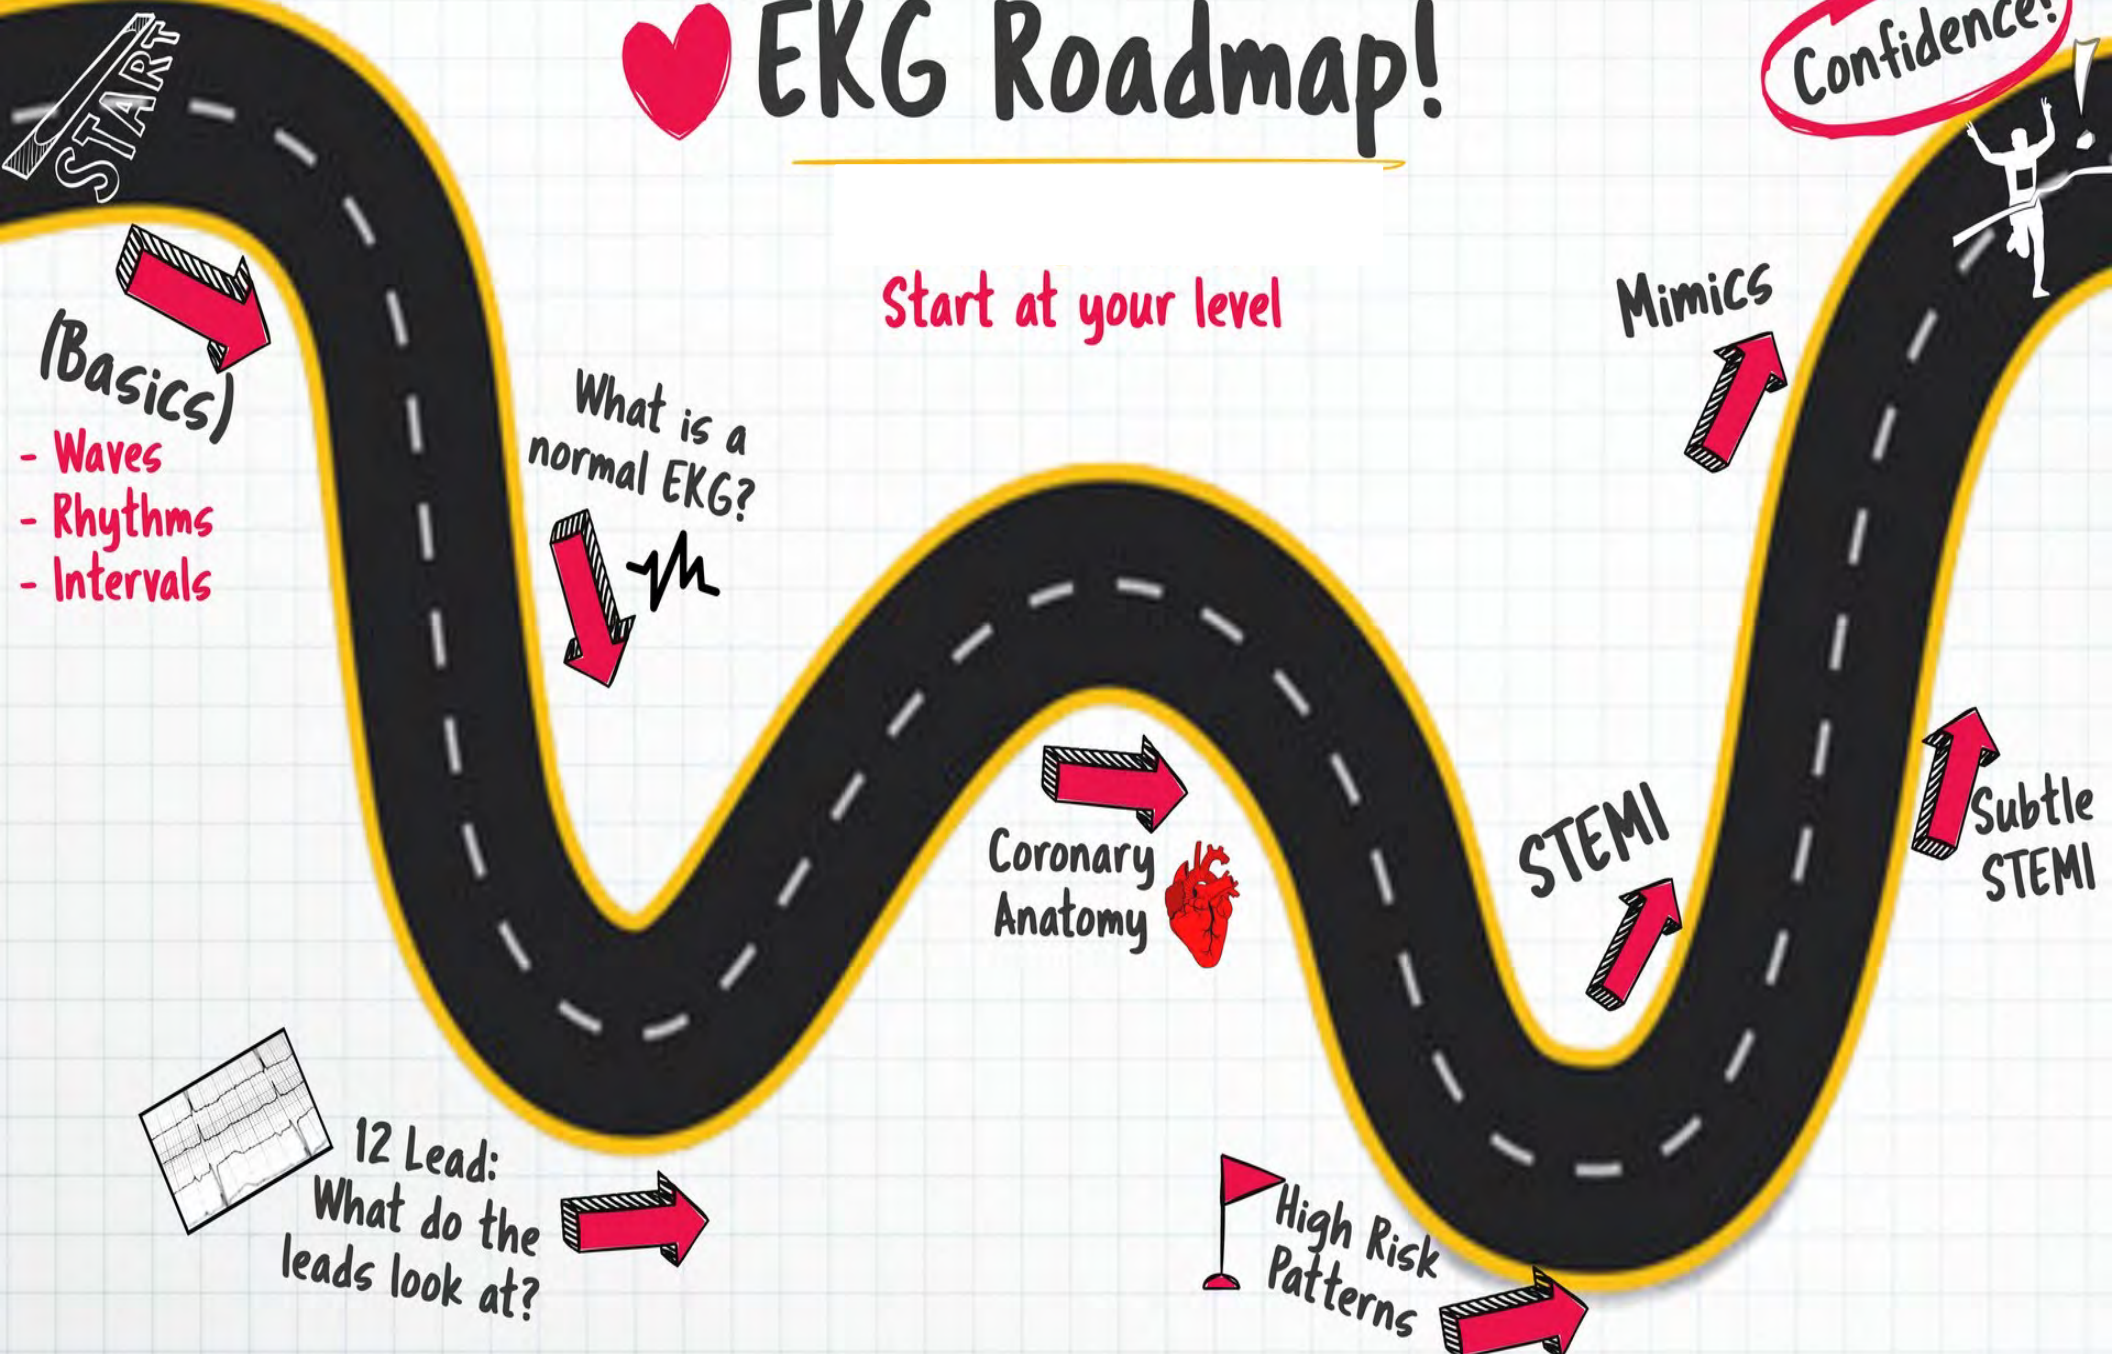 START
EKG Roadmap!
Confidence!
Start at your level
(Basics)
- Waves
- Rhythms
- Intervals
What is a
normal EKG?
12 Lead:
What do the
leads look at?
Coronary
Anatomy
High Risk
Patterns
STEMI
Subtle
STEMI
Mimics